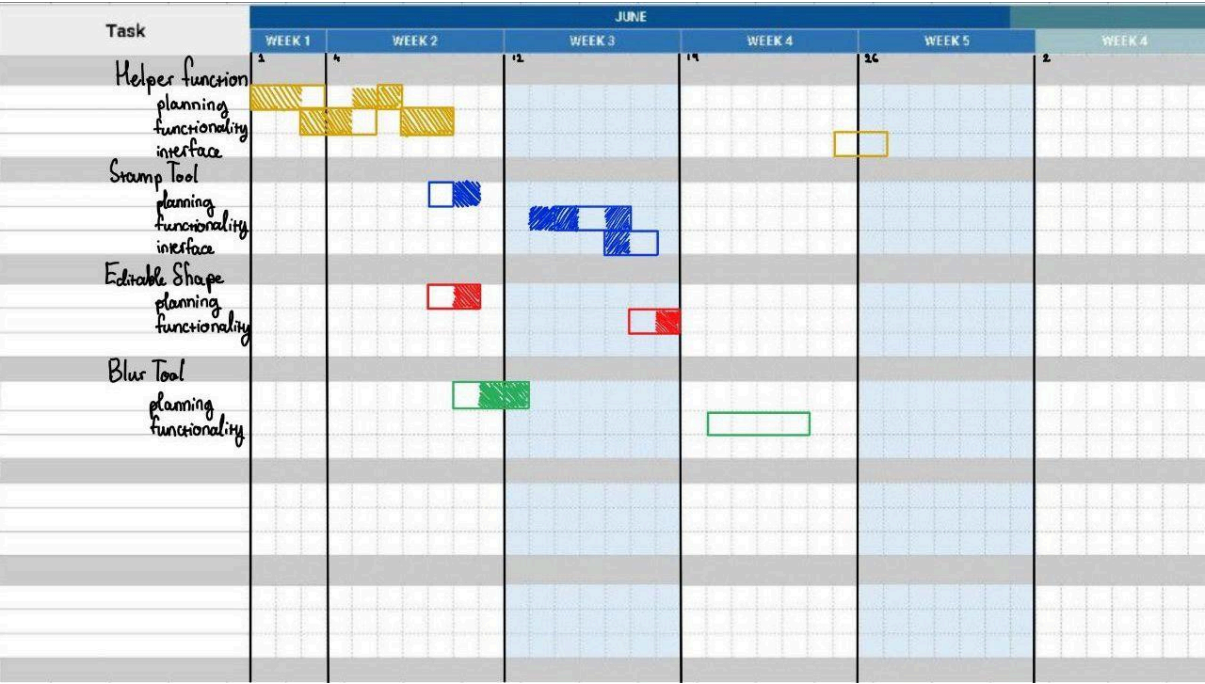 JUNE
Task
WEEK 1 WEEK 2 WEEK 3 WEEK 4 WEEK 5 WEEK 4
4 12 19 26 2
Helper function
planning
functionality
interface
Stamp Tool
planning
functionality
interface
Editable Shape
planning
functionality
Blur Tool
planning
functionality